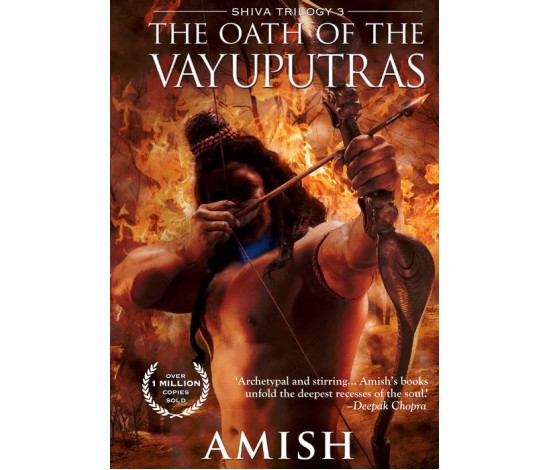 SHIVA TRILOGY 3
THE OATH OF THE
VAYUPUTRAS
OVER
1 MILLION
COPIES
SOLD
'Archetypal and stirring... Amish's books
unfold the deepest recesses of the soul.'
–Deepak Chopra
AMISH